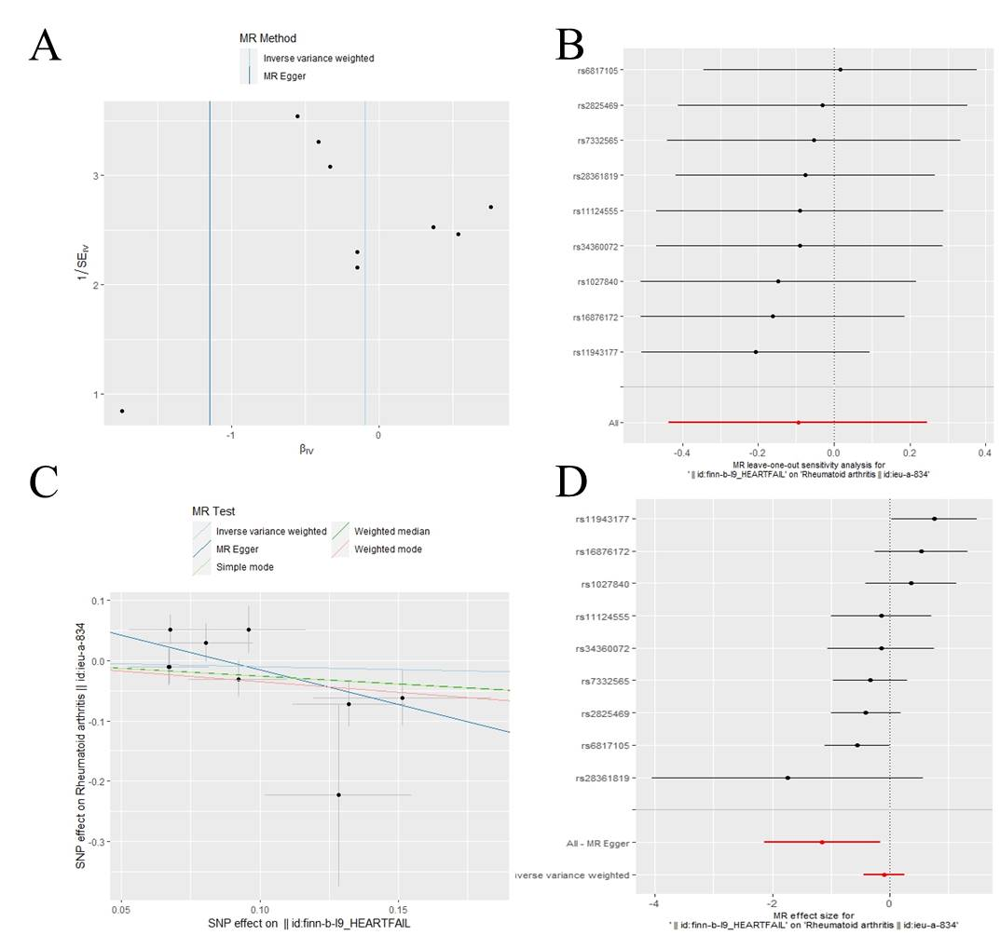 A
MR Method
Inverse variance weighted
MR Egger
3
2
1
1/SEIV
-1
0
βIV
B
rs6817105
rs2825469
rs7332565
rs28361819
rs11124555
rs34360072
rs1027840
rs16876172
rs11943177
All
-0.4
-0.2
0.0
0.2
0.4
MR leave-one-out sensitivity analysis for
' || id:finn-b-I9_HEARTFAIL' on 'Rheumatoid arthritis || id:ieu-a-834'
C
MR Test
Inverse variance weighted
MR Egger
Simple mode
Weighted median
Weighted mode
0.1
0.0
-0.1
-0.2
-0.3
SNP effect on Rheumatoid arthritis || id:ieu-a-834
0.05
0.10
0.15
SNP effect on || id:finn-b-I9_HEARTFAIL
D
rs11943177
rs16876172
rs1027840
rs11124555
rs34360072
rs7332565
rs2825469
rs6817105
rs28361819
All - MR Egger
verse variance weighted
-4
-2
0
MR effect size for
' || id:finn-b-I9_HEARTFAIL' on 'Rheumatoid arthritis || id:ieu-a-834'